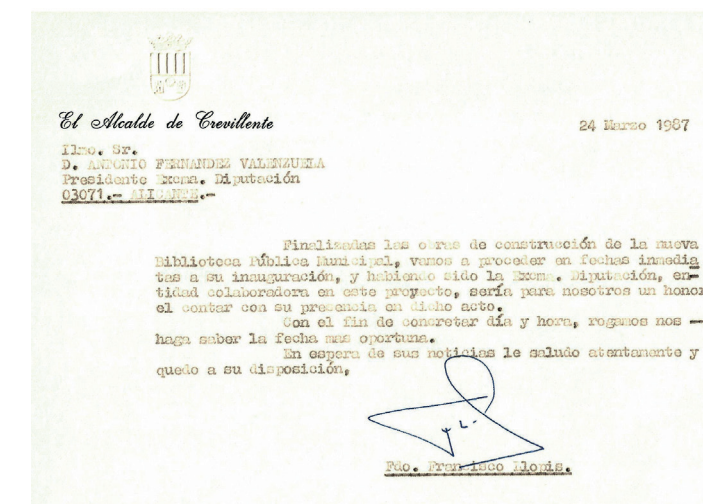 El Alcalde de Crevillente
24 Marzo 1987
Ilmo. Sr.
D. ANTONIO FERNANDEZ VALENZUELA
Presidente Excma. Diputación
03071.- ALICANTE.-
Finalizadas las obras de construcción de la nueva
Biblioteca Pública Municipal, vamos a proceder en fechas inmedia
tas a su inauguración, y habiendo sido la Excma. Diputación, en-
tidad colaboradora en este proyecto, sería para nosotros un honor
el contar con su presencia en dicho acto.
Con el fin de concretar día y hora, rogamos nos --
haga saber la fecha mas oportuna.
En espera de sus noticias le saludo atentamente y
quedo a su disposición,
Fdo. Francisco Llopis.